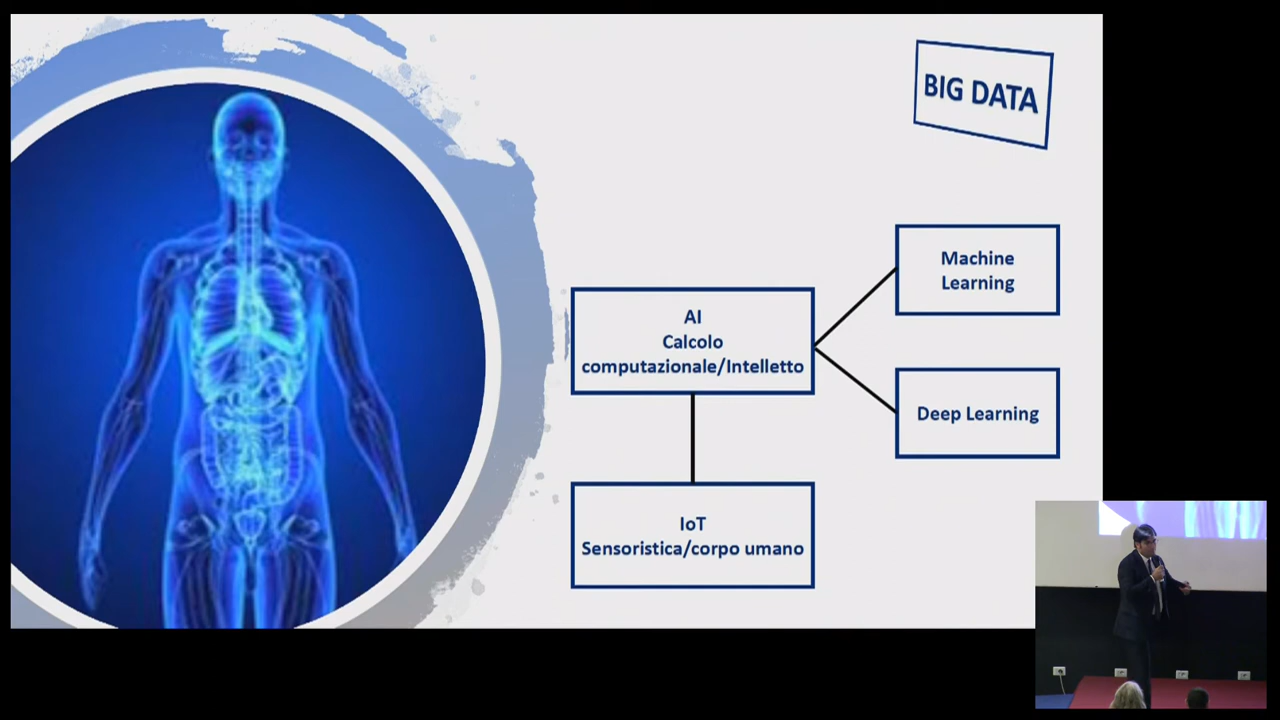 BIG DATA
Machine
Learning
AI
Calcolo
computazionale/Intelletto
Deep Learning
IoT
Sensoristica/corpo umano